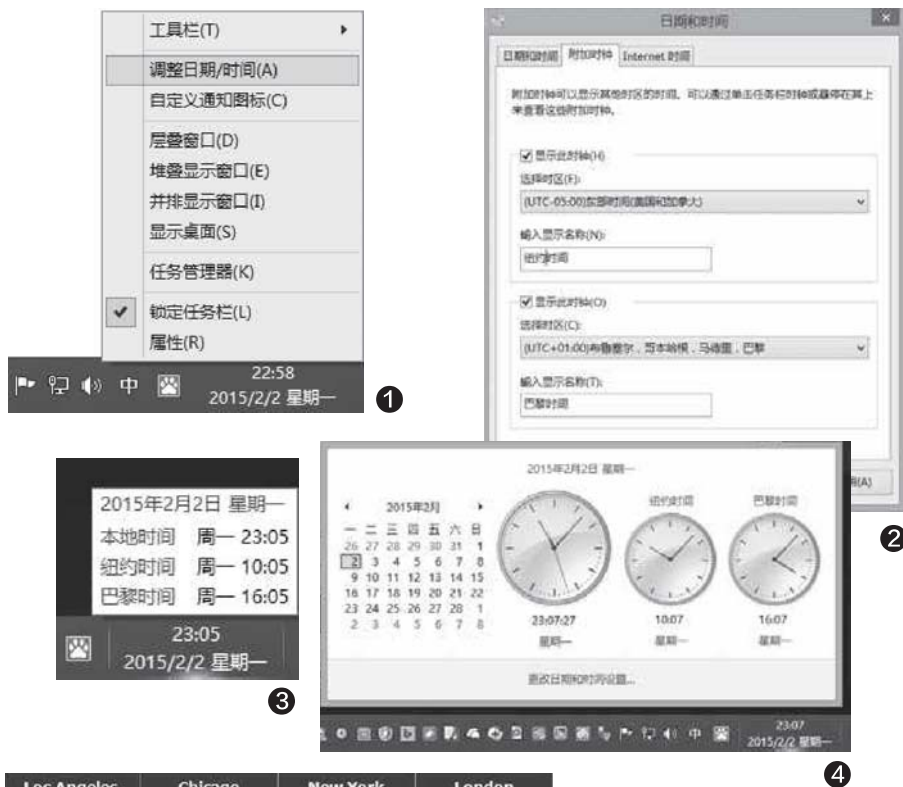 工具栏(T)
调整日期/时间(A)
自定义通知图标(C)
层叠窗口(D)
堆叠显示窗口(E)
并排显示窗口(I)
显示桌面(S)
任务管理器(K)
锁定任务栏(L)
属性(R)
中
22:58
2015/2/2 星期一
❶
日期和时间
日期和时间 附加时钟 Internet 时间
附加时钟可以显示其他时区的时间。可以通过单击任务栏时钟或悬停在其上
来查看这些附加时钟。
显示此时钟(H)
选择时区(E):
(UTC-05:00)东部时间(美国和加拿大)
输入显示名称(N):
纽约时间
显示此时钟(O)
选择时区(C):
(UTC+01:00)布鲁塞尔，哥本哈根，马德里，巴黎
输入显示名称(T):
巴黎时间
(A)
❷
2015年2月2日 星期一
本地时间 周一 23:05
纽约时间 周一 10:05
巴黎时间 周一 16:05
23:05
2015/2/2 星期一
❸
2015年2月2日 星期一
2015年2月
一 二 三 四 五 六 日
26 27 28 29 30 31 1
2 3 4 5 6 7 8
9 10 11 12 13 14 15
16 17 18 19 20 21 22
23 24 25 26 27 28 1
2 3 4 5 6 7 8
23:07:27
星期一
纽约时间
10:07
星期一
巴黎时间
16:07
星期一
更改日期和时间设置...
中
23:07
2015/2/2 星期一
❹
Los Angeles Chicago New York London